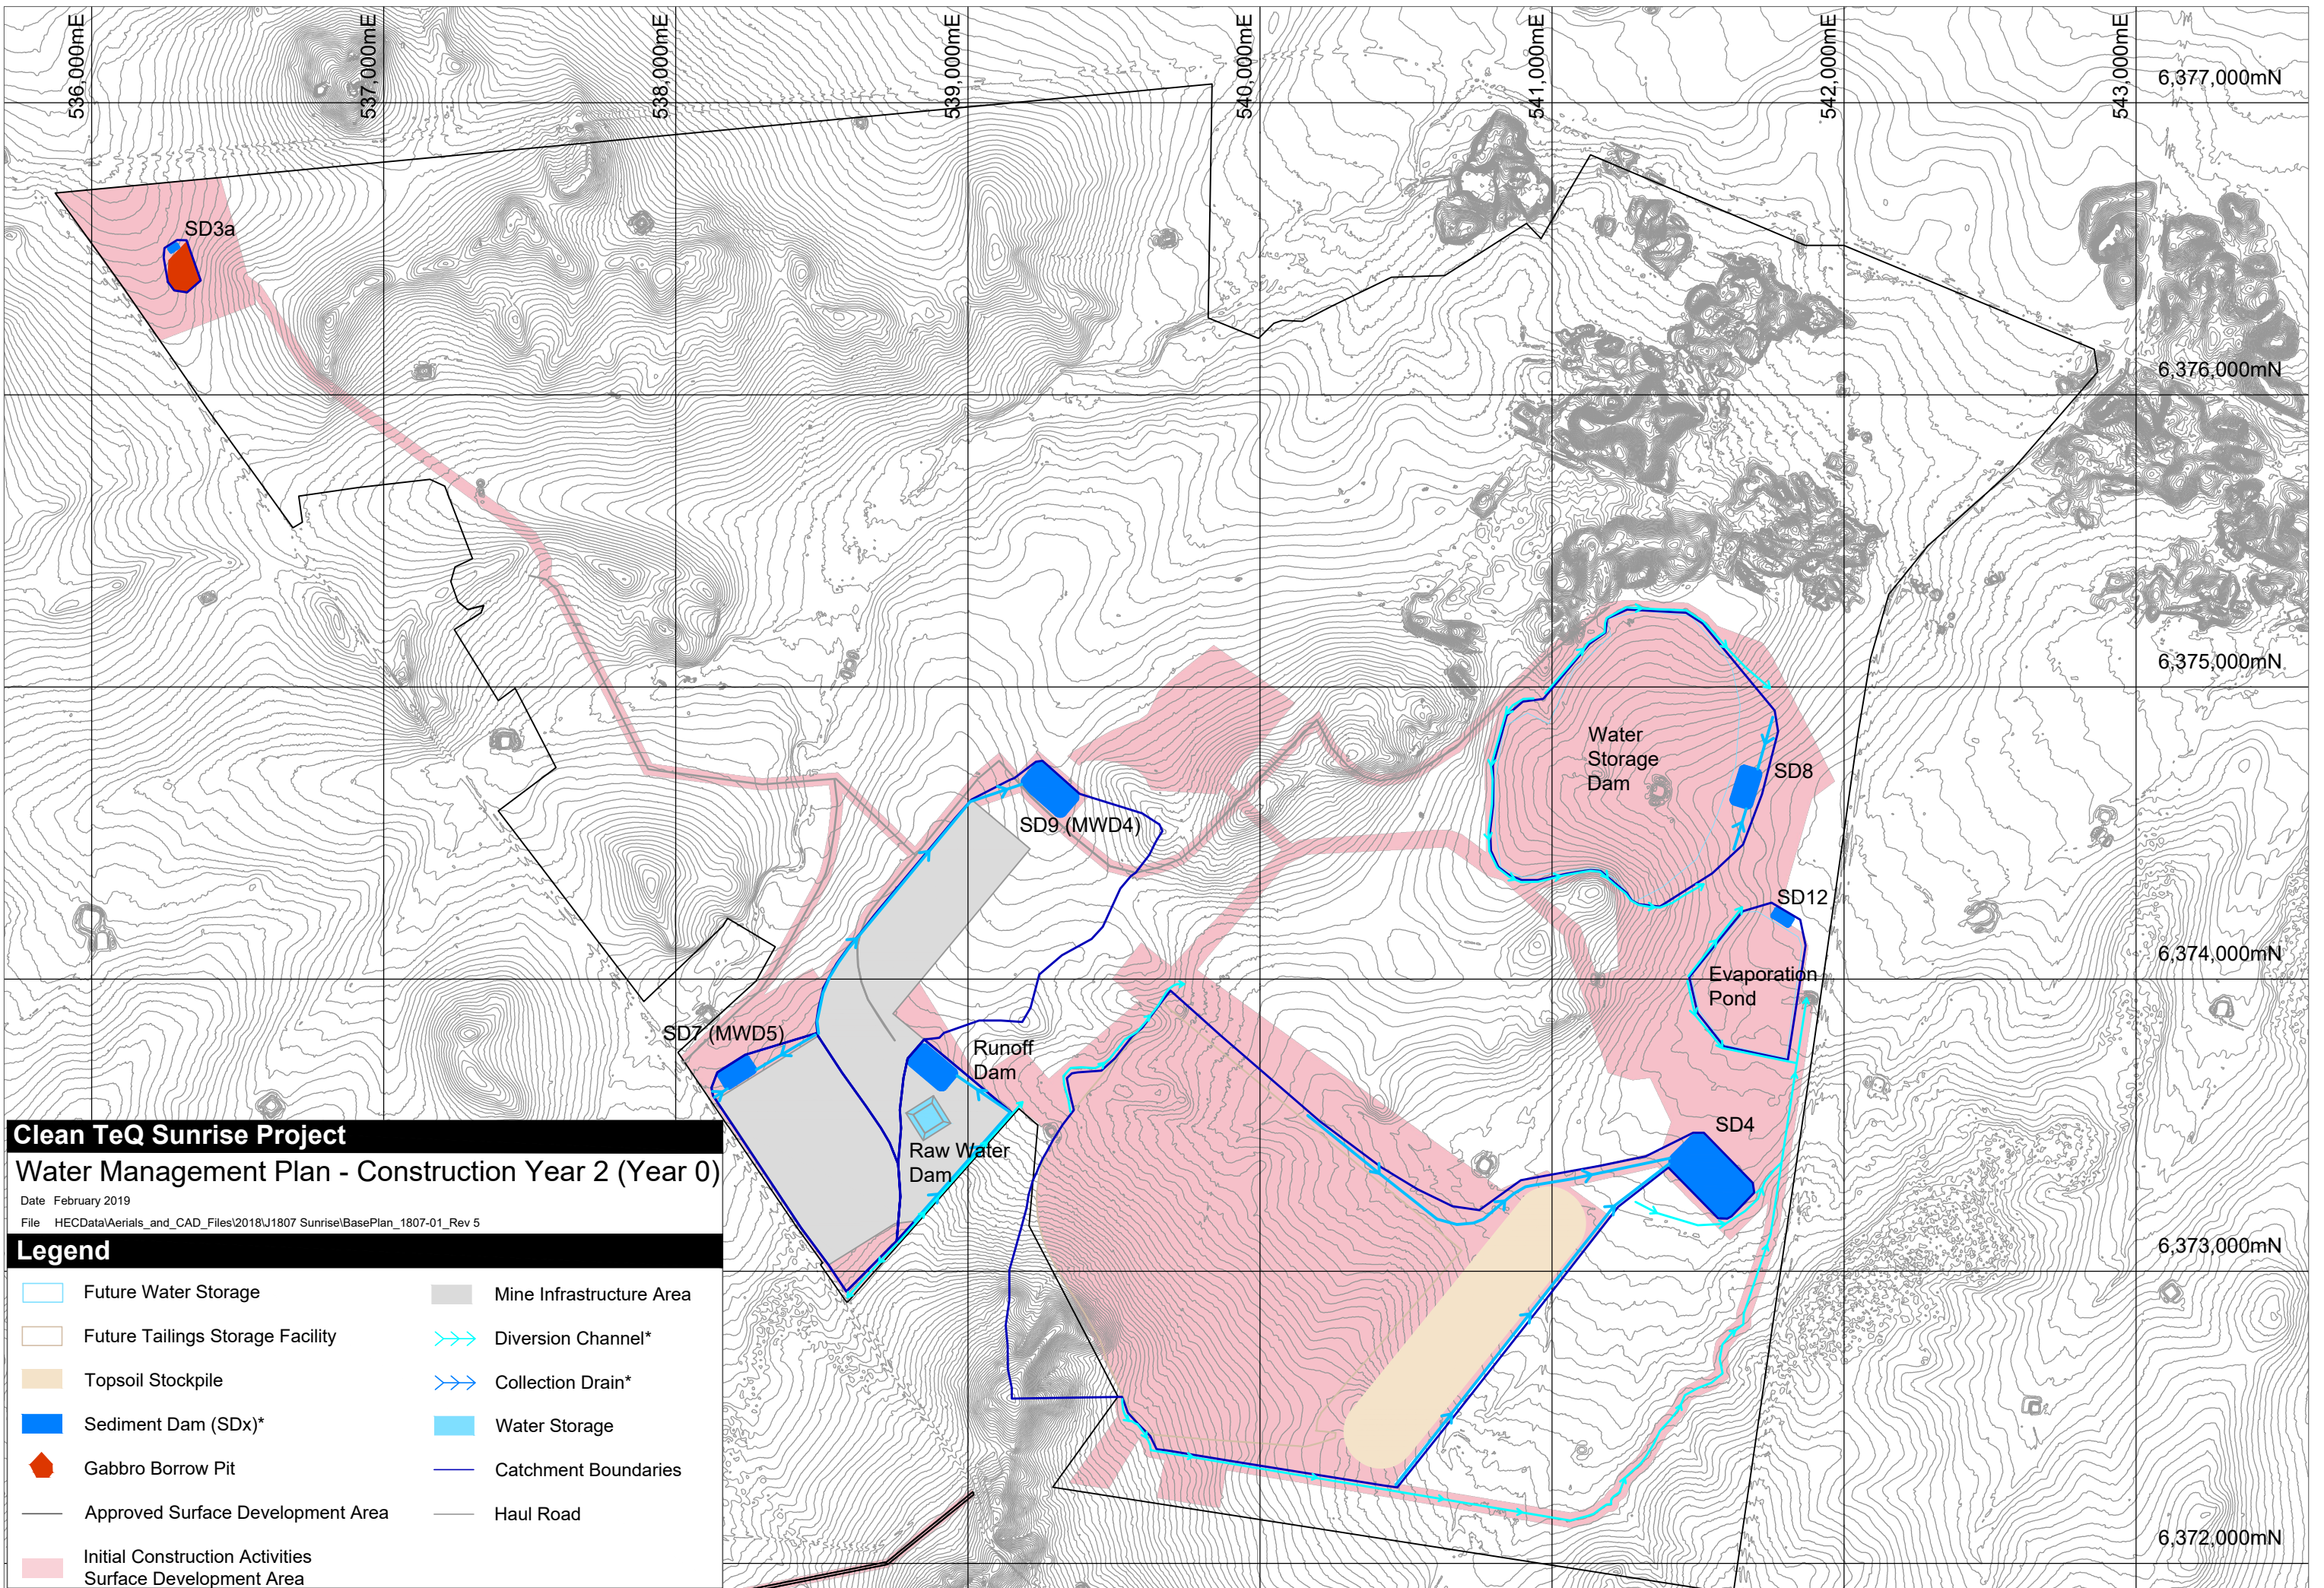 536,000mE
537,000mE
538,000mE
539,000mE
540,000mE
541,000mE
542,000mE
543,000mE
6,377,000mN
SD3a
6,376,000mN
6,375,000mN
Water
Storage
Dam
SD8
SD9 (MWD4)
SD12
6,374,000mN
Evaporation
Pond
SD7 (MWD5)
Runoff
Dam
SD4
Raw Water
Dam
6,373,000mN
6,372,000mN
Clean TeQ Sunrise Project
Water Management Plan - Construction Year 2 (Year 0)
Date February 2019
File HECData\Aerials_and_CAD_Files\2018\J1807 Sunrise\BasePlan_1807-01_Rev 5
Legend
Future Water Storage
Future Tailings Storage Facility
Topsoil Stockpile
Sediment Dam (SDx)*
Gabbro Borrow Pit
Approved Surface Development Area
Initial Construction Activities
Surface Development Area
Mine Infrastructure Area
Diversion Channel*
Collection Drain*
Water Storage
Catchment Boundaries
Haul Road